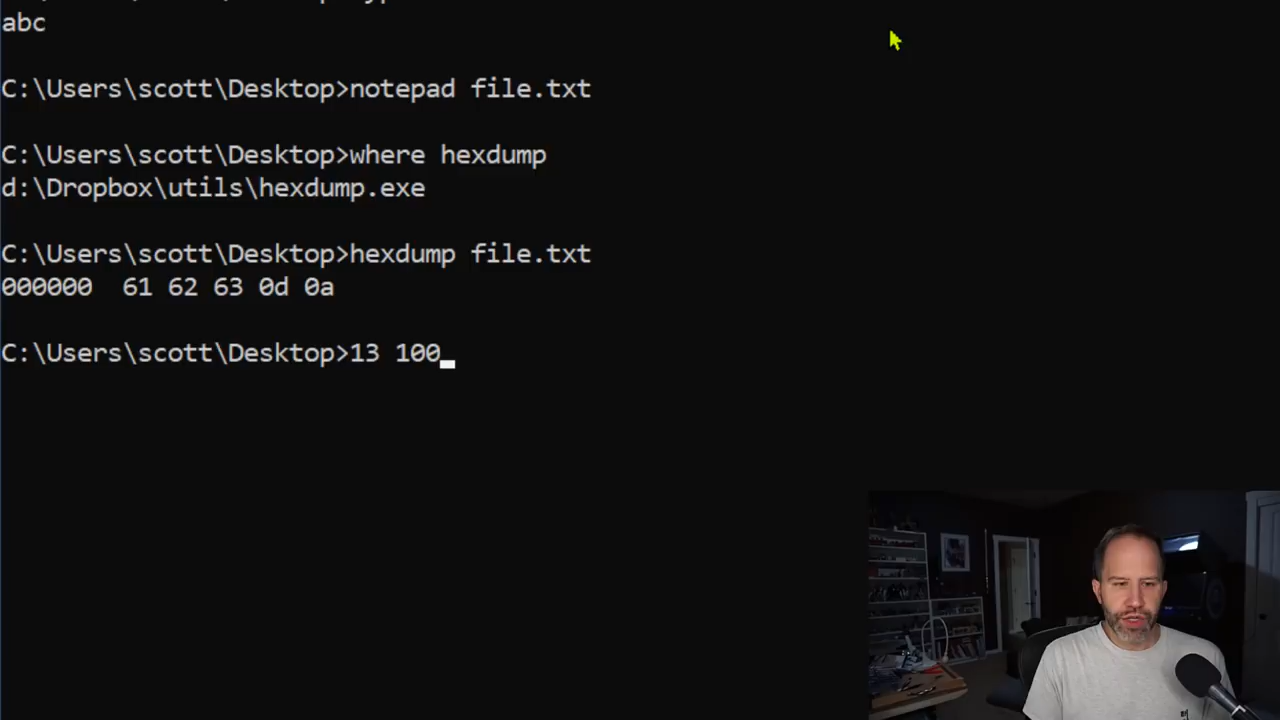 abc
C:\Users\scott\Desktop>notepad file.txt
C:\Users\scott\Desktop>where hexdump
d:\Dropbox\utils\hexdump.exe
C:\Users\scott\Desktop>hexdump file.txt
000000  61 62 63 0d 0a
C:\Users\scott\Desktop>13 100